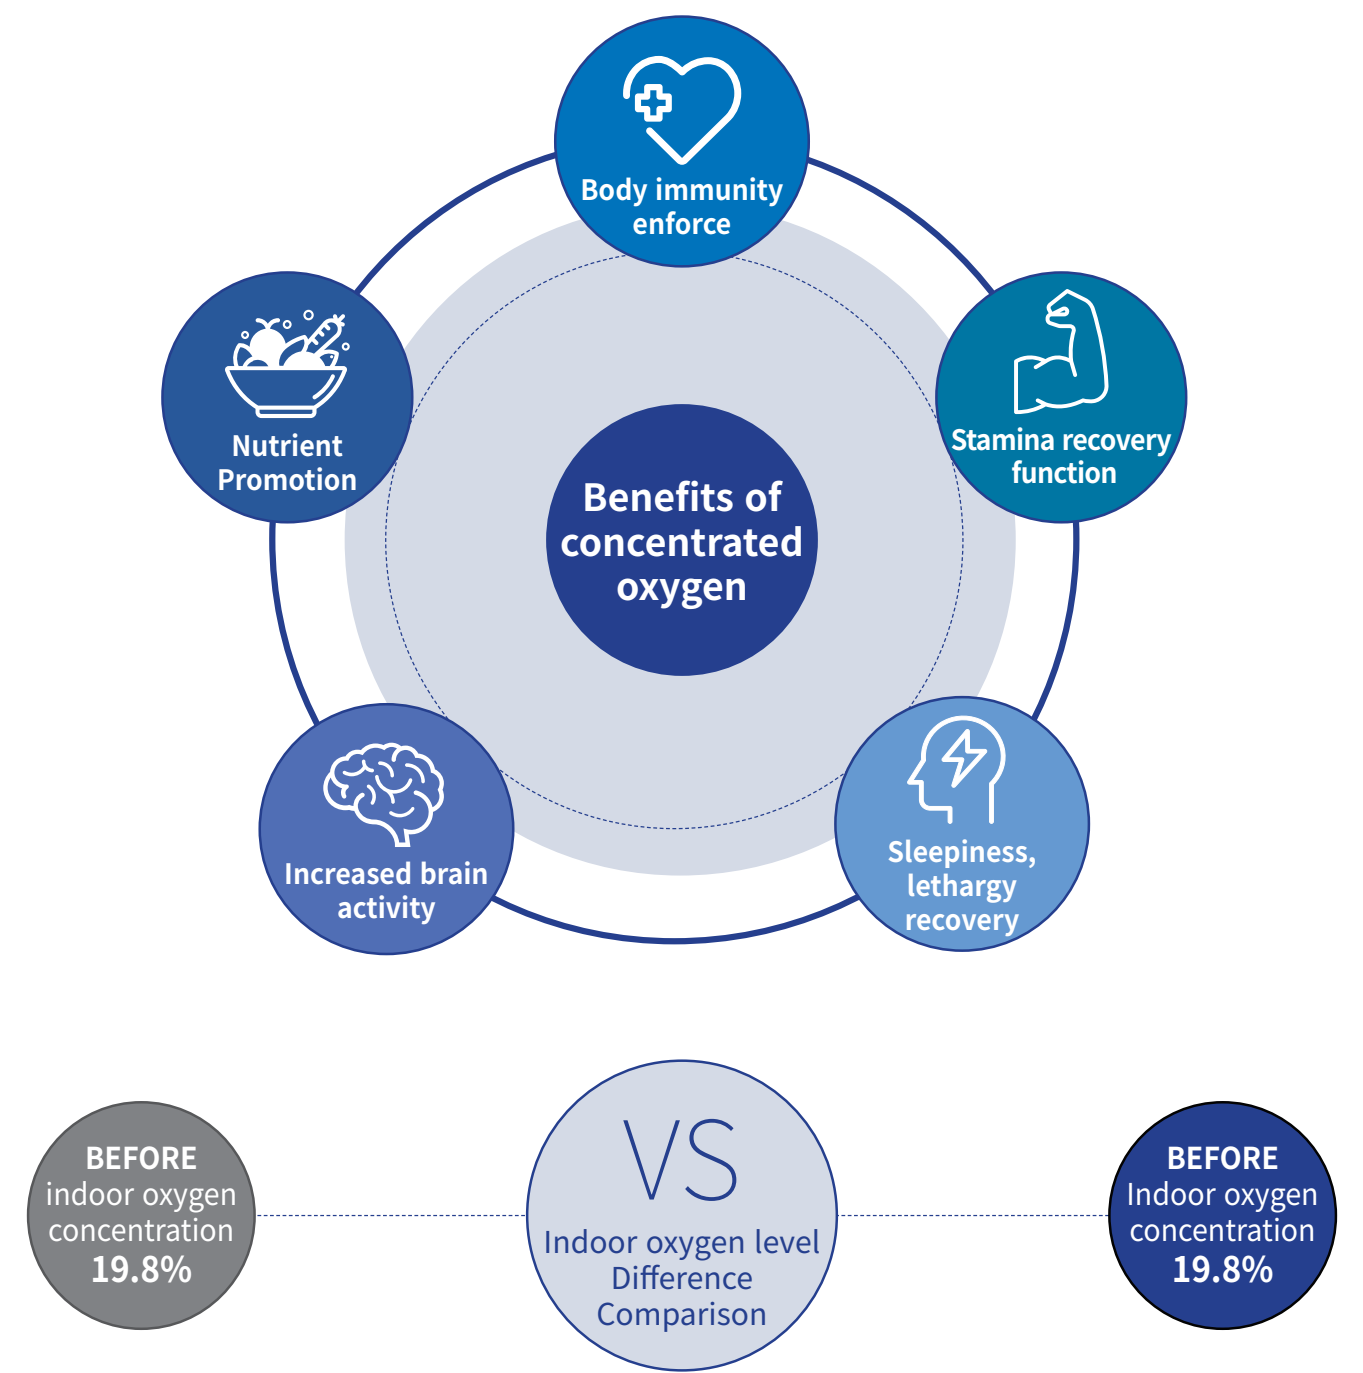 Body immunity
enforce
Nutrient
Promotion
Stamina recovery
function
Benefits of
concentrated
oxygen
Increased brain
activity
Sleepiness,
lethargy
recovery
BEFORE
indoor oxygen
concentration
19.8%
VS
Indoor oxygen level
Difference
Comparison
BEFORE
Indoor oxygen
concentration
19.8%